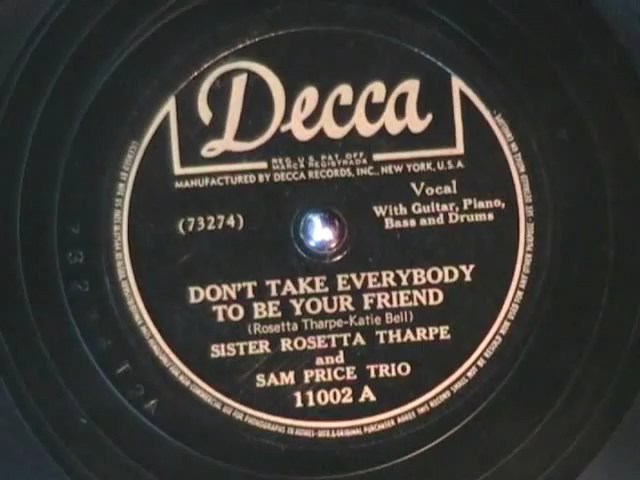 Decca
REG. U.S. PAT. OFF.
MARCA REGISTRADA
MANUFACTURED BY DECCA RECORDS, INC., NEW YORK, U.S.A
Vocal
(73274)
With Guitar, Piano,
Bass and Drums
DON'T TAKE EVERYBODY
TO BE YOUR FRIEND
(Rosetta Tharpe-Katie Bell)
SISTER ROSETTA THARPE
and
SAM PRICE TRIO
11002 A